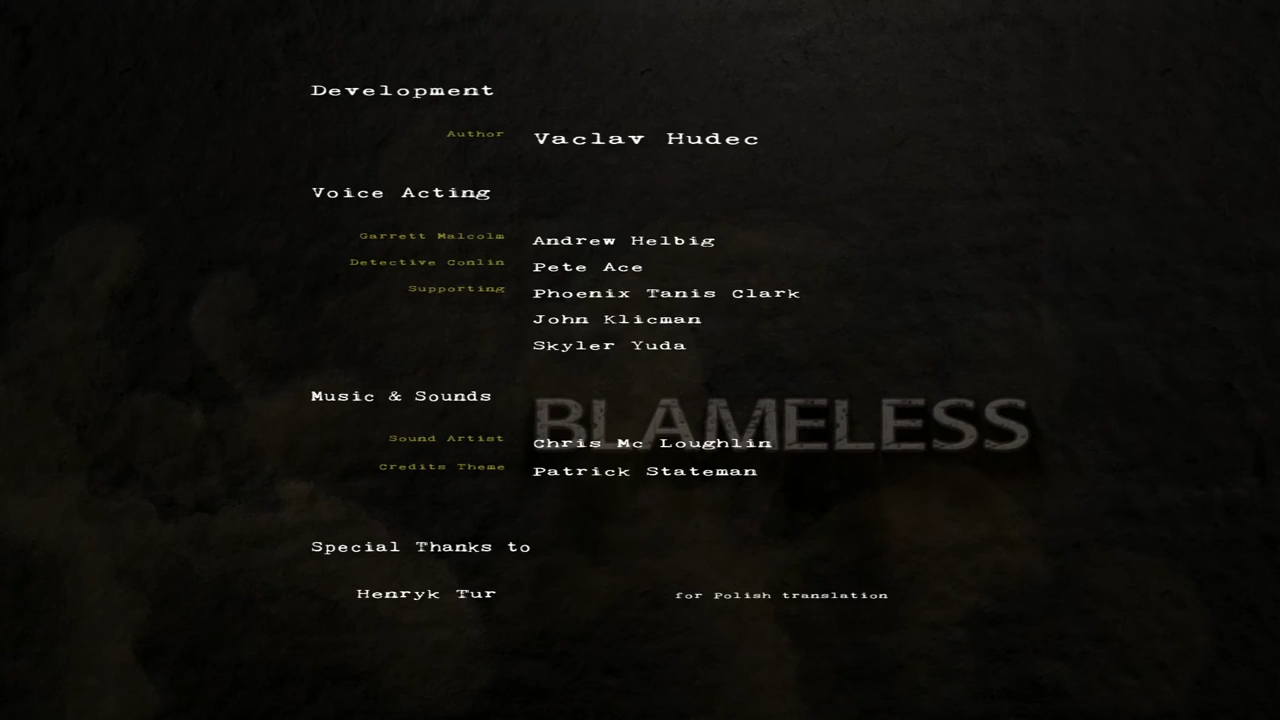 Development
Author Vaclav Hudec
Voice Acting
Garrett Malcolm Andrew Helbig
Detective Conlin Pete Ace
Supporting Phoenix Tanis Clark
John Klicman
Skyler Yuda
Music & Sounds
BLAMELESS
Sound Artist Chris Mc Loughlin
Credits Theme Patrick Stateman
Special Thanks to
Henryk Tur for Polish translation